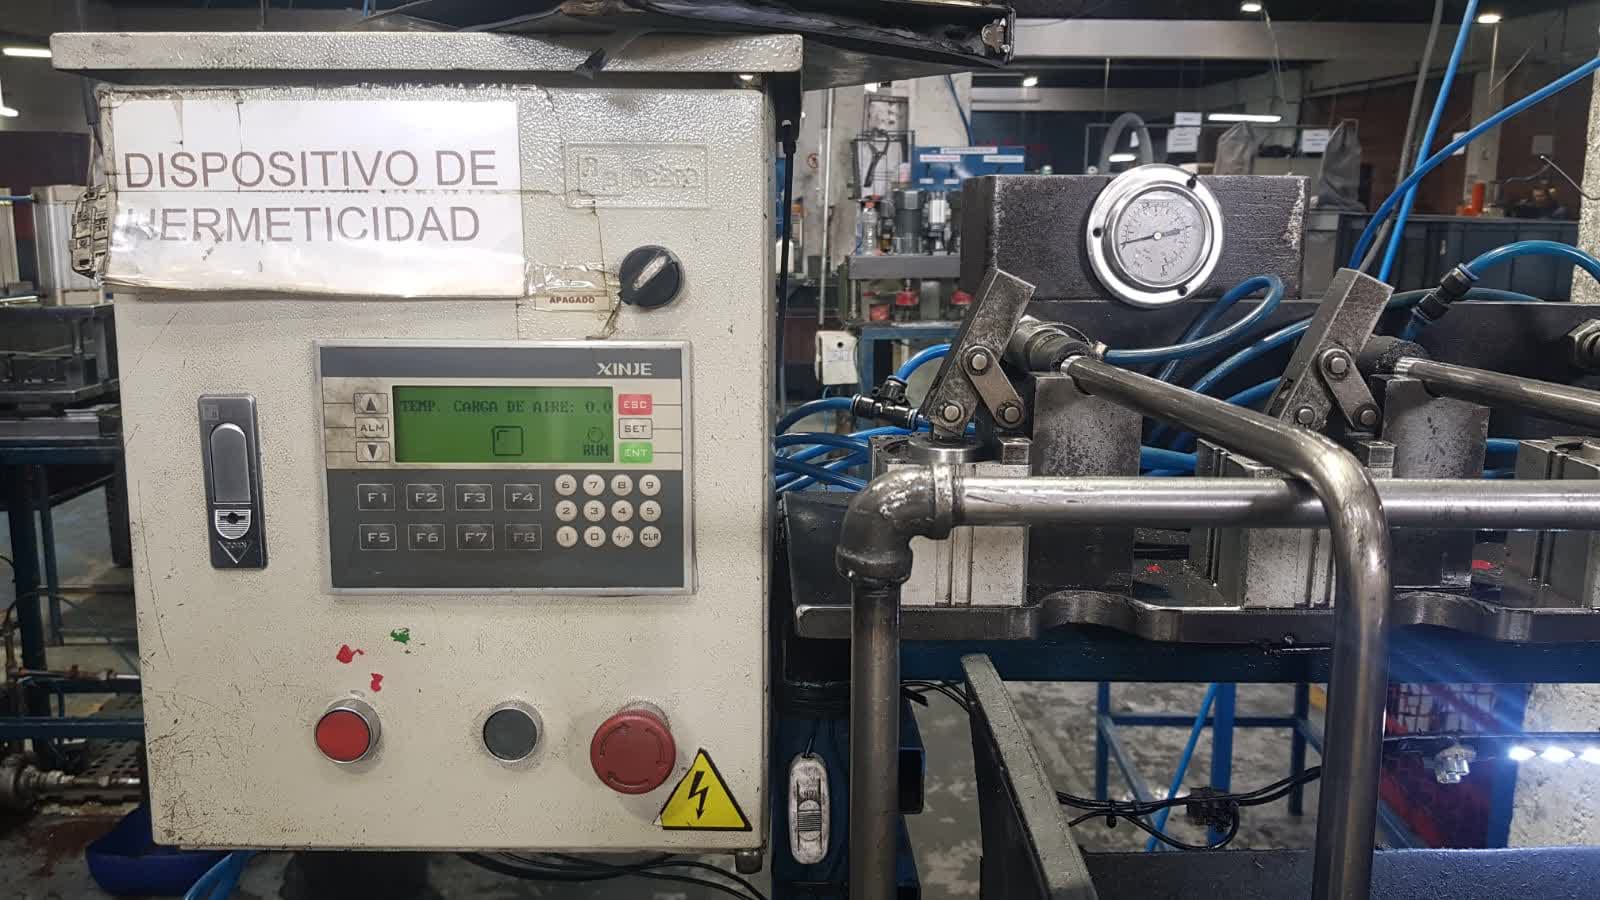 DISPOSITIVO DE
HERMETICIDAD
APAGADO
XINJE
TEMP. CARGA DE AIRE: 0.0
RUN
ESC
ALM
SET
ENT
F1 F2 F3 F4
6 7 8 9
2 3 4 5
F5 F6 F7 F8
1 0 +/- CLR